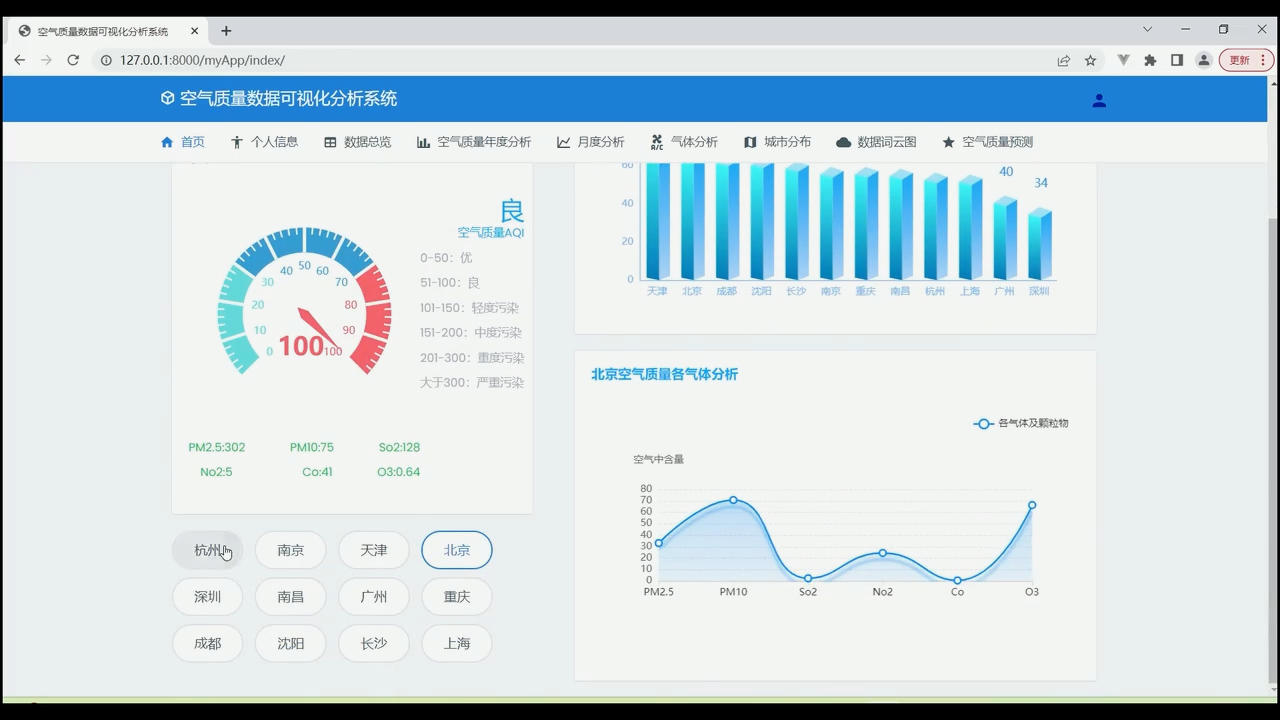 空气质量数据可视化分析系统
127.0.0.1:8000/myApp/index/
更新
空气质量数据可视化分析系统
首页 个人信息 数据总览 空气质量年度分析 月度分析 A/C 气体分析 城市分布 数据词云图 空气质量预测
良
空气质量AQI
0-50：优
51-100：良
101-150：轻度污染
151-200：中度污染
201-300：重度污染
大于300：严重污染
0 10 20 30 40 50 60 70 80 90 100
100
PM2.5:302 PM10:75 So2:128
No2:5 Co:41 O3:0.64
杭州 南京 天津 北京
深圳 南昌 广州 重庆
成都 沈阳 长沙 上海
60
40
20
0
40
34
天津 北京 成都 沈阳 长沙 南京 重庆 南昌 杭州 上海 广州 深圳
北京空气质量各气体分析
各气体及颗粒物
空气中含量
80
70
60
50
40
30
20
10
0
PM2.5 PM10 So2 No2 Co O3